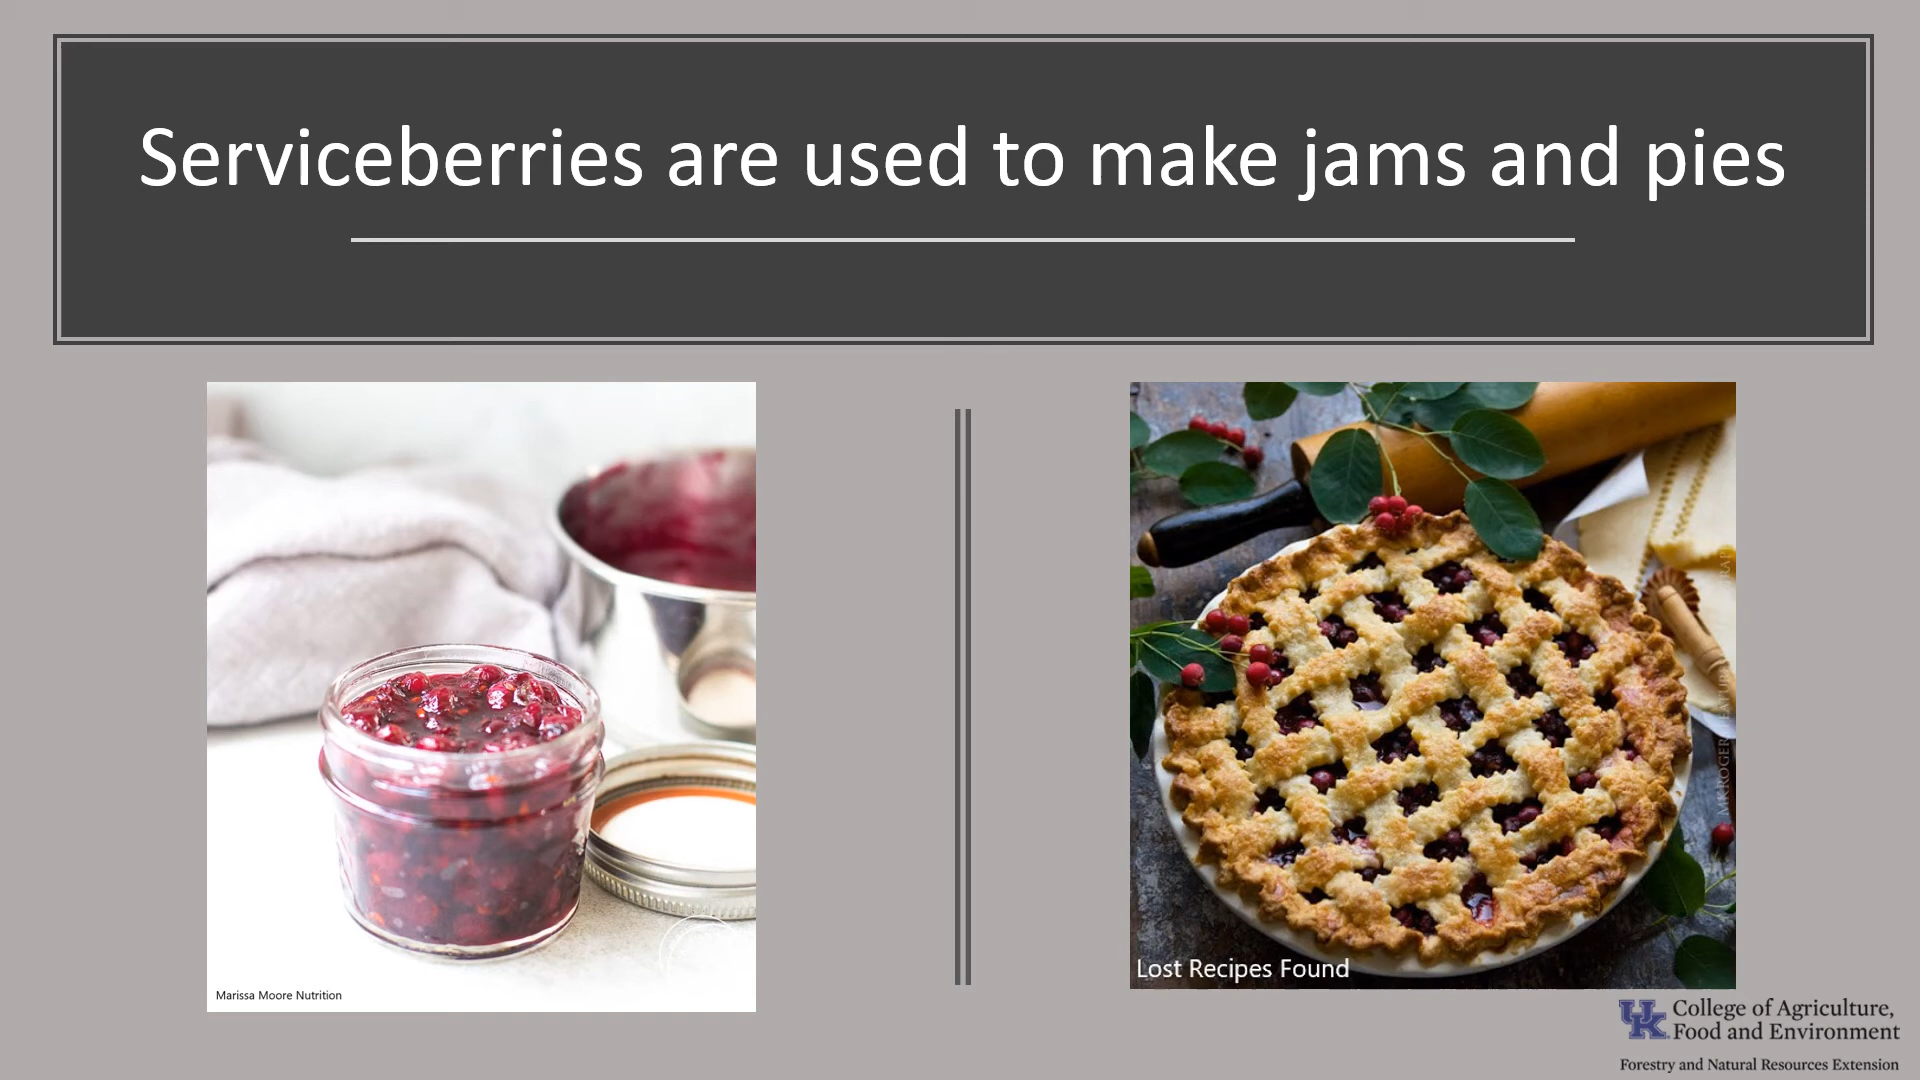 Serviceberries are used to make jams and pies
Marissa Moore Nutrition
Lost Recipes Found
UK College of Agriculture,
Food and Environment
Forestry and Natural Resources Extension